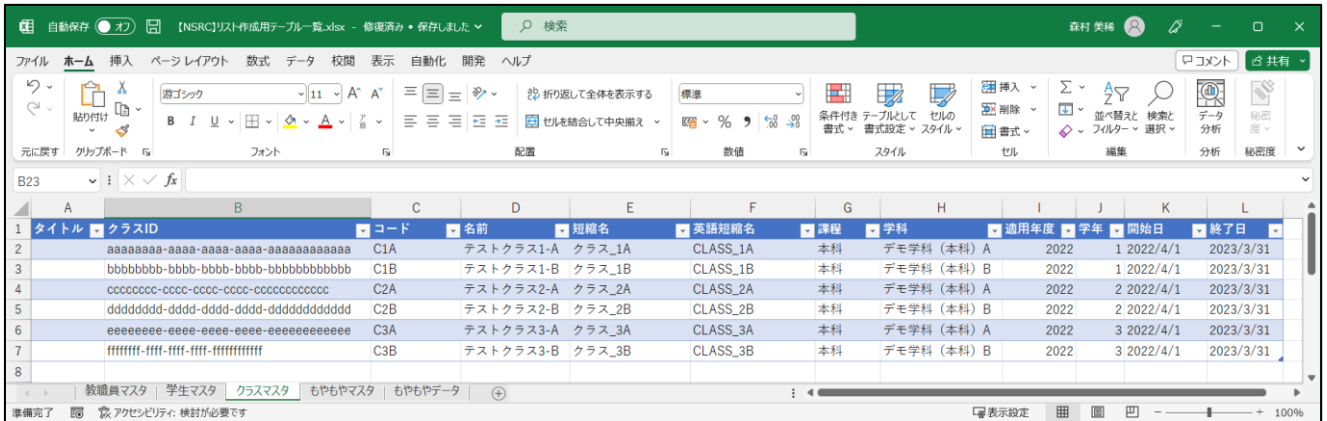 自動保存 オフ 【NSRC】リスト作成用テーブル一覧.xlsx - 修復済み • 保存しました 検索 森村 美稀
ファイル ホーム 挿入 ページ レイアウト 数式 データ 校閲 表示 自動化 開発 ヘルプ コメント 共有
貼り付け 游ゴシック 11 A^ A˅ 折り返して全体を表示する 標準 条件付き 書式 テーブルとして 書式設定 セルの スタイル 挿入 削除 書式 並べ替えと フィルター 検索と 選択 データ 分析 秘密 度
B I U A セルを結合して中央揃え % 9
元に戻す クリップボード フォント 配置 数値 スタイル セル 編集 分析 秘密度
B23 fx
A B C D E F G H I J K L
1 タイトル クラスID コード 名前 短縮名 英語短縮名 課程 学科 適用年度 学年 開始日 終了日
2 aaaaaaaa-aaaa-aaaa-aaaa-aaaaaaaaaaaa C1A テストクラス1-A クラス_1A CLASS_1A 本科 デモ学科（本科）A 2022 1 2022/4/1 2023/3/31
3 bbbbbbbb-bbbb-bbbb-bbbb-bbbbbbbbbbbb C1B テストクラス1-B クラス_1B CLASS_1B 本科 デモ学科（本科）B 2022 1 2022/4/1 2023/3/31
4 cccccccc-cccc-cccc-cccc-cccccccccccc C2A テストクラス2-A クラス_2A CLASS_2A 本科 デモ学科（本科）A 2022 2 2022/4/1 2023/3/31
5 dddddddd-dddd-dddd-dddd-dddddddddddd C2B テストクラス2-B クラス_2B CLASS_2B 本科 デモ学科（本科）B 2022 2 2022/4/1 2023/3/31
6 eeeeeeee-eeee-eeee-eeee-eeeeeeeeeeee C3A テストクラス3-A クラス_3A CLASS_3A 本科 デモ学科（本科）A 2022 3 2022/4/1 2023/3/31
7 ffffffff-ffff-ffff-ffff-ffffffffffff C3B テストクラス3-B クラス_3B CLASS_3B 本科 デモ学科（本科）B 2022 3 2022/4/1 2023/3/31
8
教職員マスタ 学生マスタ クラスマスタ もやもやマスタ もやもやデータ
準備完了 アクセシビリティ: 検討が必要です 表示設定 100%